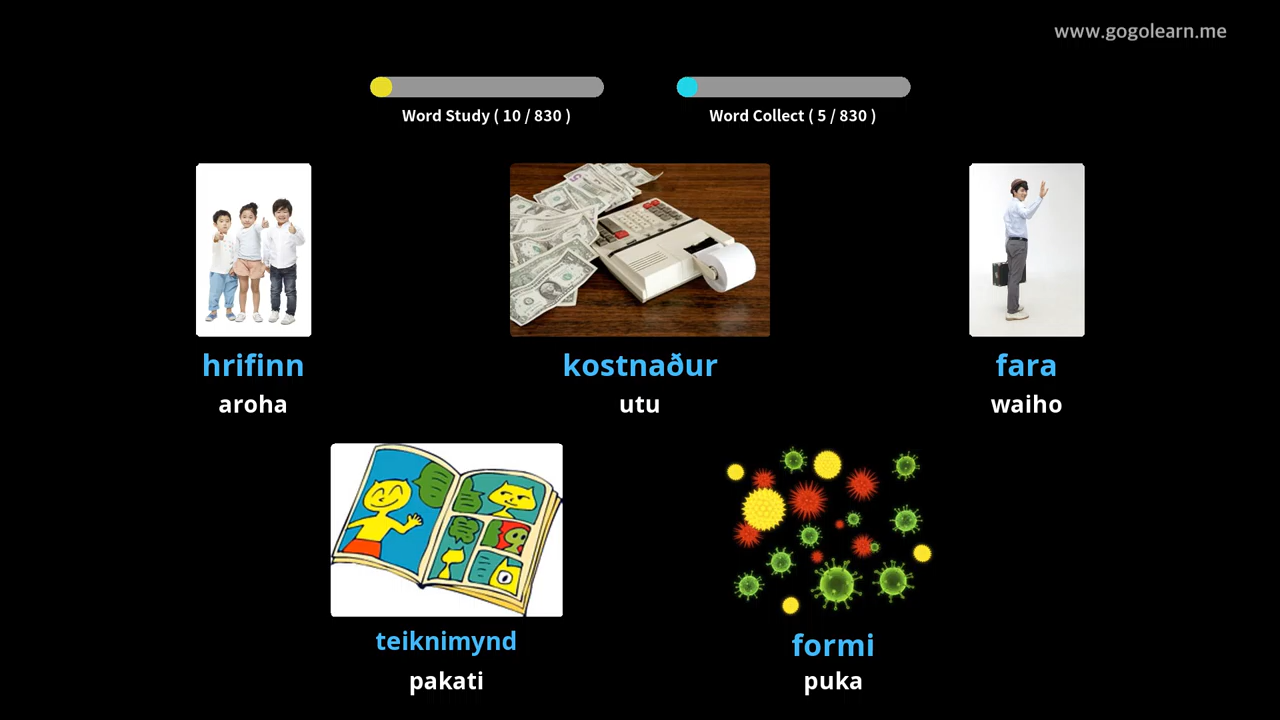 www.gogolearn.me
Word Study ( 10 / 830 )
Word Collect ( 5 / 830 )
hrifinn
aroha
kostnaður
utu
fara
waiho
teiknimynd
pakati
formi
puka